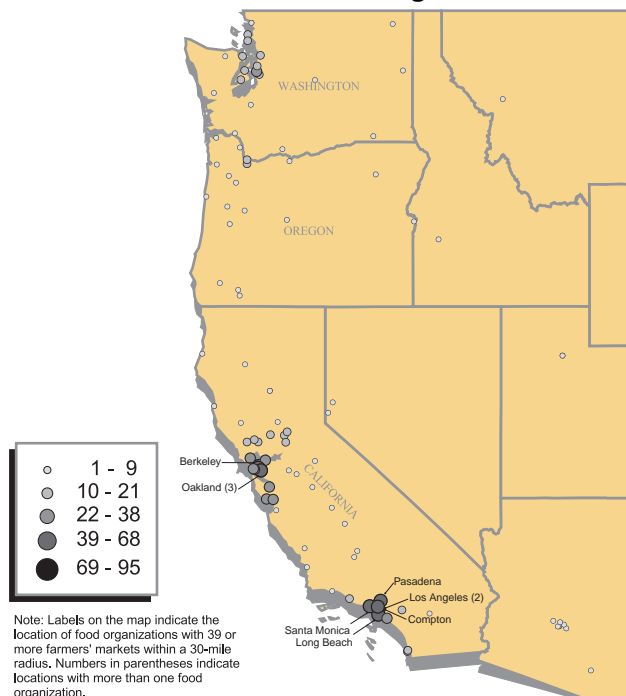 WASHINGTON
OREGON
CALIFORNIA
Berkeley
Oakland (3)
Pasadena
Los Angeles (2)
Compton
Santa Monica
Long Beach
1 - 9
10 - 21
22 - 38
39 - 68
69 - 95
Note: Labels on the map indicate the
location of food organizations with 39 or
more farmers' markets within a 30-mile
radius. Numbers in parentheses indicate
locations with more than one food
organization.